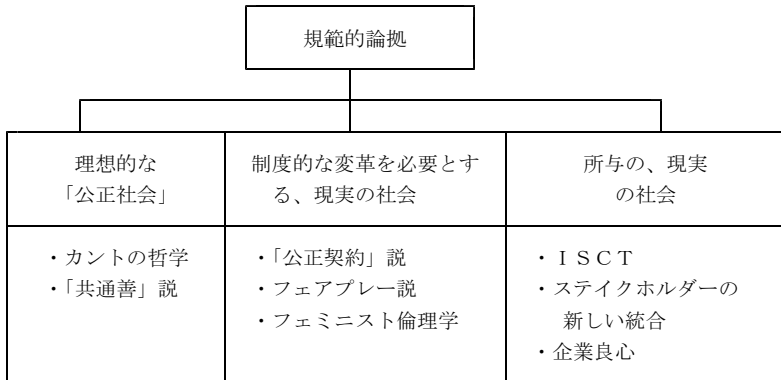 規範的論拠
理想的な
「公正社会」
制度的な変革を必要とす
る、現実の社会
所与の、現実
の社会
・カントの哲学
・「共通善」説
・「公正契約」説
・フェアプレー説
・フェミニスト倫理学
・ＩＳＣＴ
・ステイクホルダーの
新しい統合
・企業良心